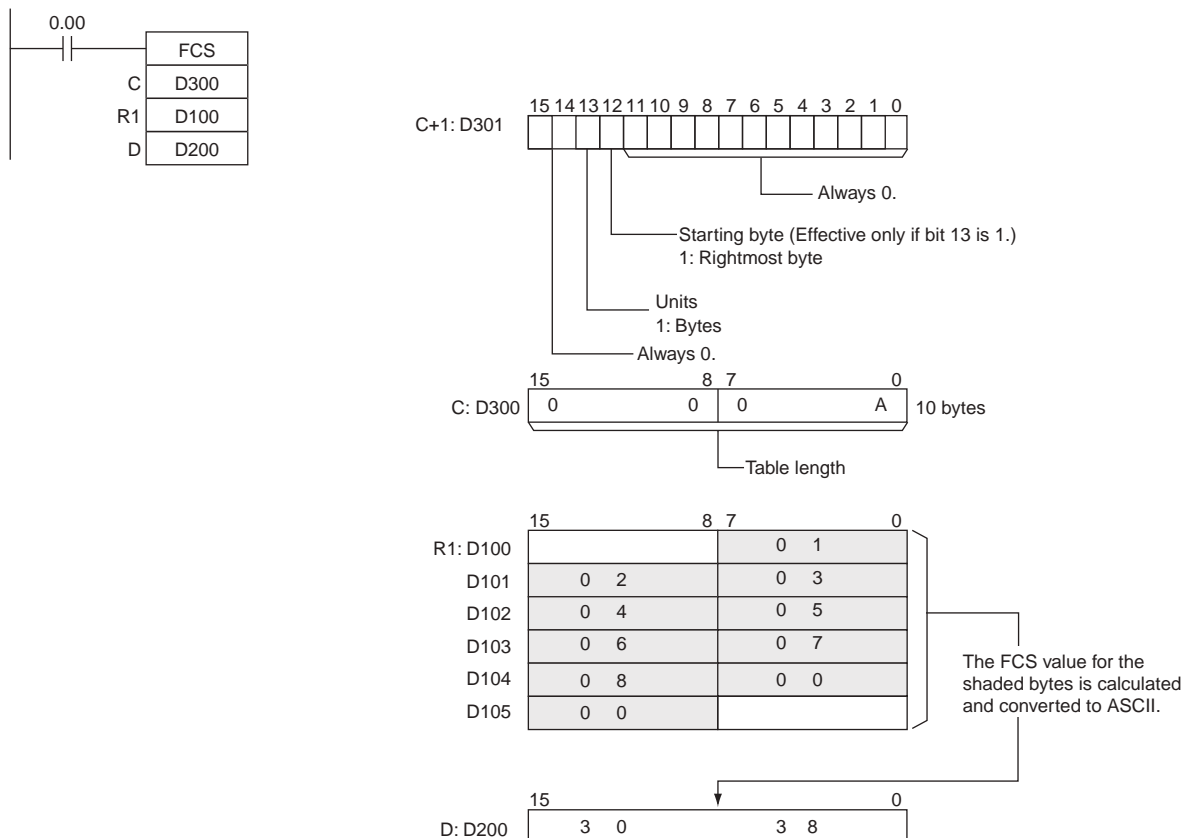 0.00
FCS
C D300
R1 D100
D D200
15 14 13 12 11 10 9 8 7 6 5 4 3 2 1 0
C+1: D301
Always 0.
Starting byte (Effective only if bit 13 is 1.)
1: Rightmost byte
Units
1: Bytes
Always 0.
15 8 7 0
C: D300 0 0 0 A 10 bytes
Table length
15 8 7 0
R1: D100 0 1
D101 0 2 0 3
D102 0 4 0 5
D103 0 6 0 7
D104 0 8 0 0
D105 0 0
The FCS value for the
shaded bytes is calculated
and converted to ASCII.
15 0
D: D200 3 0 3 8